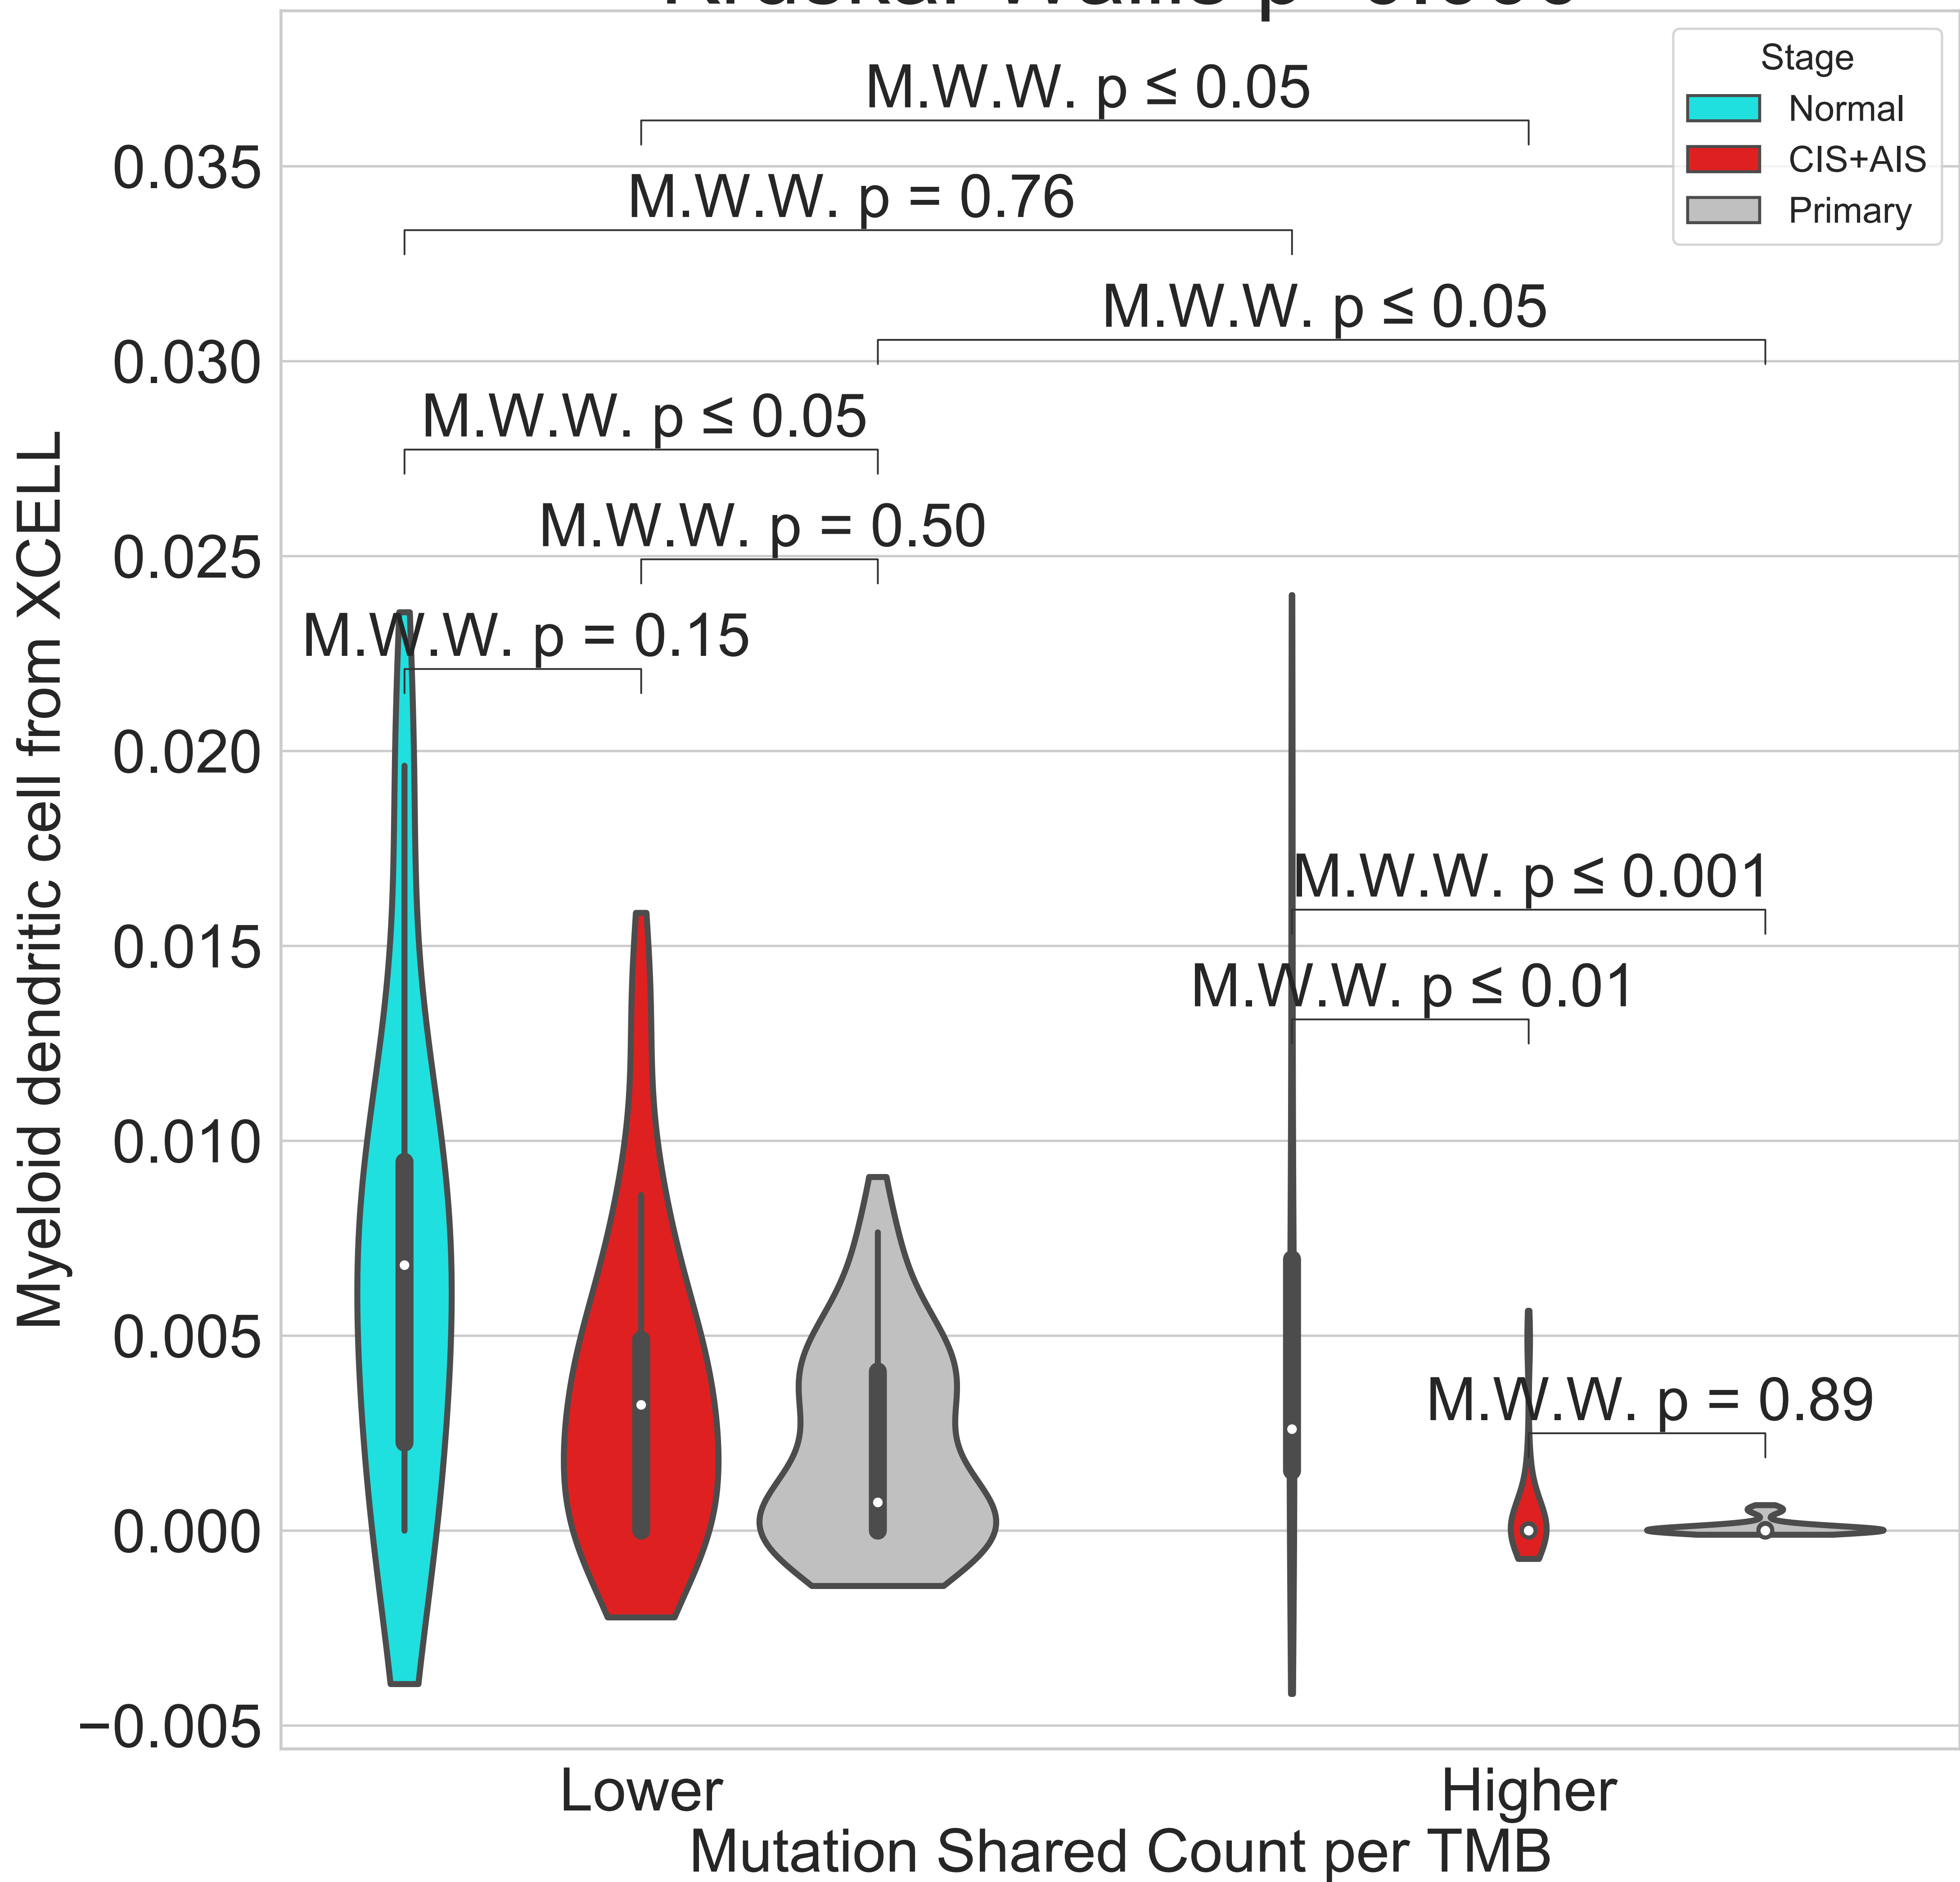 M.W.W. p ≤ 0.05
Stage
Normal
CIS+AIS
Primary
0.035
M.W.W. p = 0.76
M.W.W. p ≤ 0.05
0.030
M.W.W. p ≤ 0.05
M.W.W. p = 0.50
0.025
M.W.W. p = 0.15
0.020
M.W.W. p ≤ 0.001
0.015
M.W.W. p ≤ 0.01
0.010
0.005
M.W.W. p = 0.89
0.000
−0.005
Myeloid dendritic cell from XCELL
Lower
Higher
Mutation Shared Count per TMB